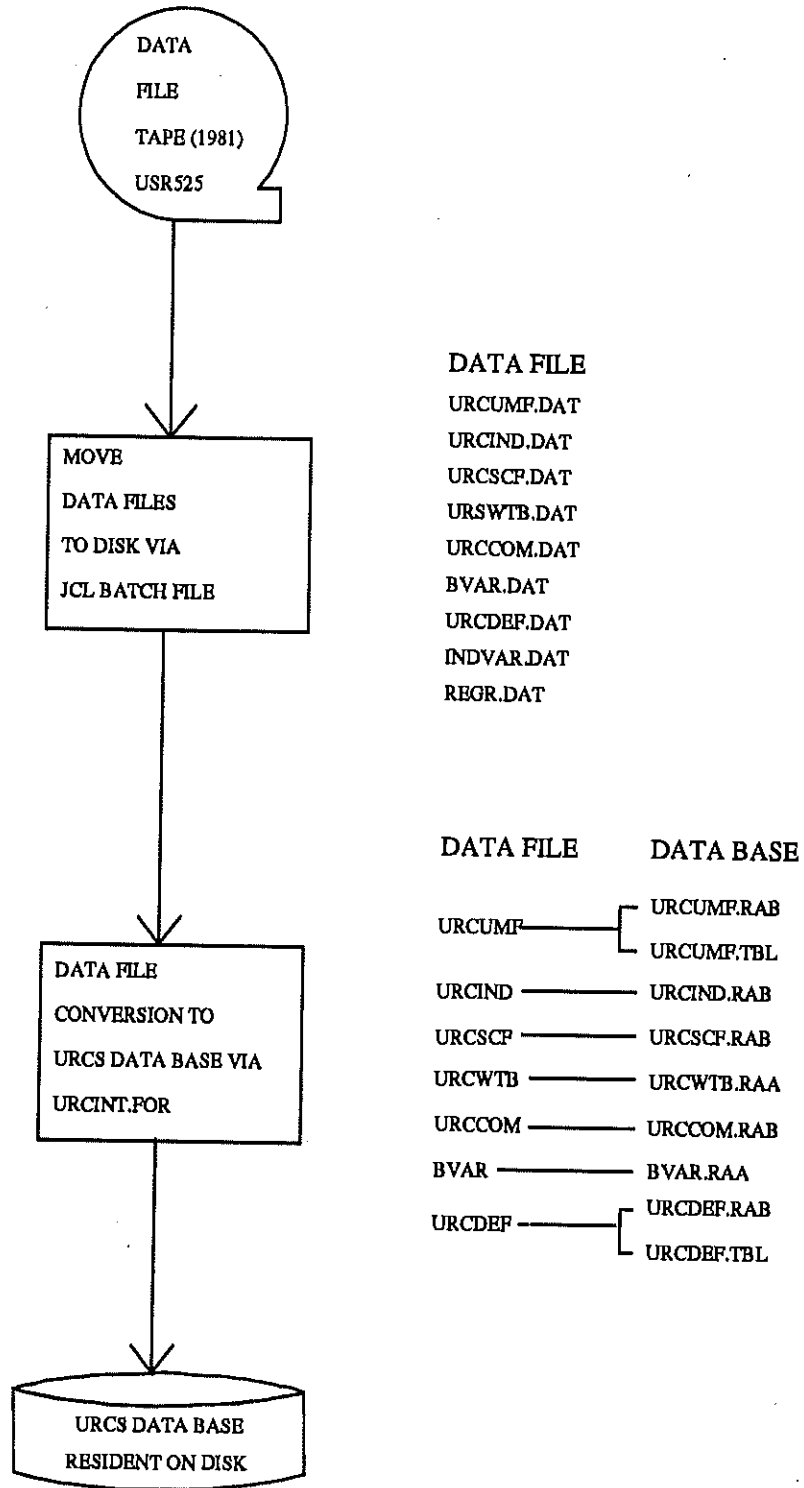 DATA
FILE
TAPE (1981)
USR525
MOVE
DATA FILES
TO DISK VIA
JCL BATCH FILE
DATA FILE
URCUMF.DAT
URCIND.DAT
URCSCF.DAT
URSWTB.DAT
URCCOM.DAT
BVAR.DAT
URCDEF.DAT
INDVAR.DAT
REGR.DAT
DATA FILE
CONVERSION TO
URCS DATA BASE VIA
URCINT.FOR
DATA FILE DATA BASE
URCUMF URCUMF.RAB
URCUMF.TBL
URCIND URCIND.RAB
URCSCF URCSCF.RAB
URCWTB URCWTB.RAA
URCCOM URCCOM.RAB
BVAR BVAR.RAA
URCDEF URCDEF.RAB
URCDEF.TBL
URCS DATA BASE
RESIDENT ON DISK